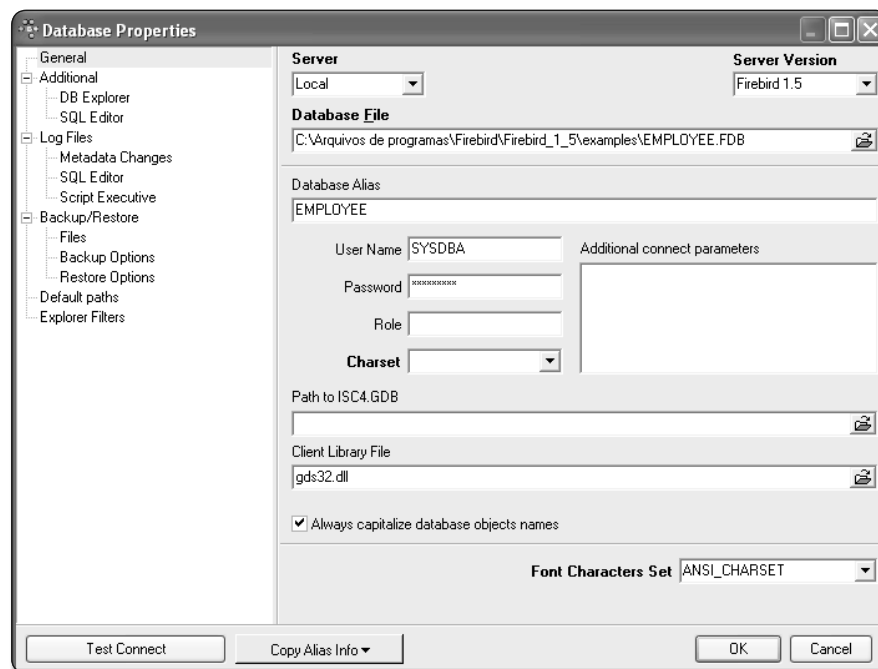 Database Properties
General
Additional
DB Explorer
SQL Editor
Log Files
Metadata Changes
SQL Editor
Script Executive
Backup/Restore
Files
Backup Options
Restore Options
Default paths
Explorer Filters
Server
Server Version
Local
Firebird 1.5
Database File
C:\Arquivos de programas\Firebird\Firebird_1_5\examples\EMPLOYEE.FDB
Database Alias
EMPLOYEE
User Name SYSDBA
Additional connect parameters
Password *********
Role
Charset
Path to ISC4.GDB
Client Library File
gds32.dll
Always capitalize database objects names
Font Characters Set ANSI_CHARSET
Test Connect
Copy Alias Info
OK
Cancel